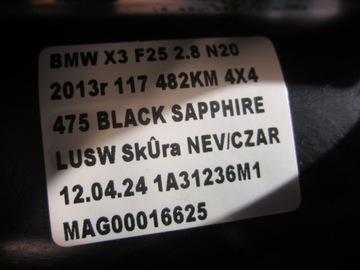 BMW X3 F25 2.8 N20
2013r 117 482KM 4X4
475 BLACK SAPPHIRE
LUSW SkÛra NEV/CZAR
12.04.24 1A31236M1
MAG00016625